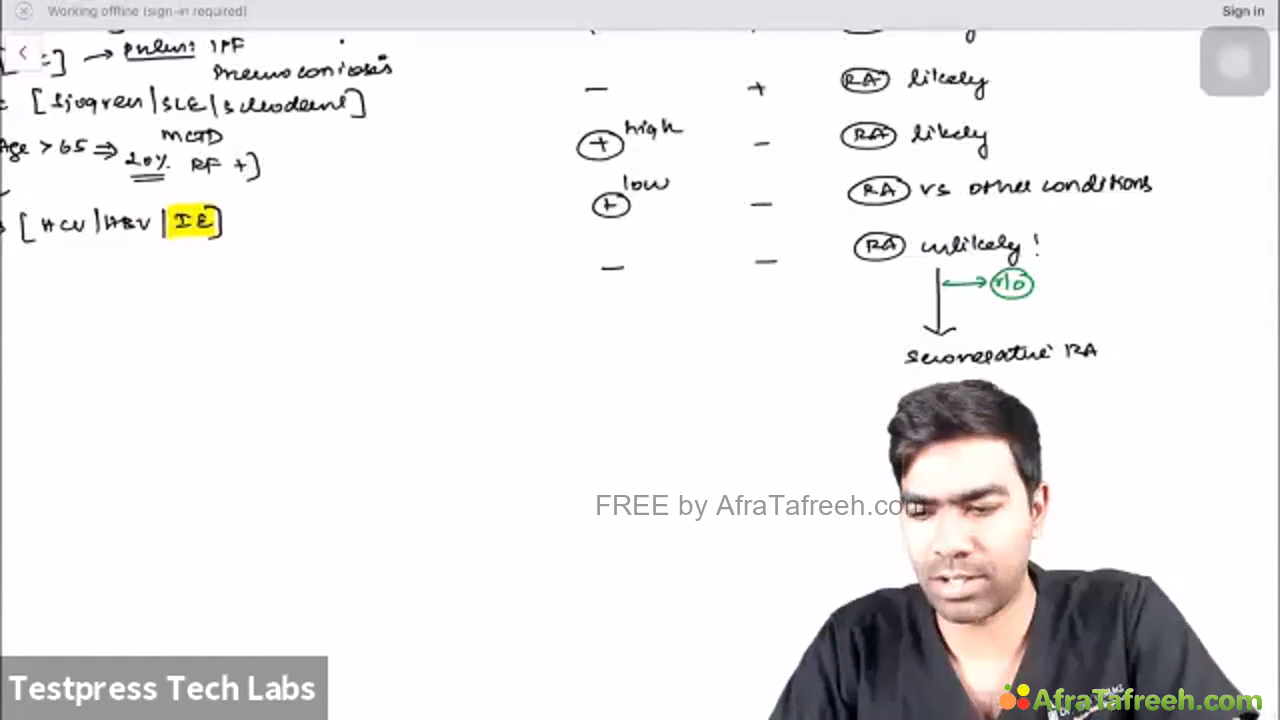 Working offline (sign-in required)
Sign in
→ pulm: IPF
Pneumoconiosis
[Sjogren|SLE|scleroderma]
MCTD
Age > 65 ⇒ 20% RF +]
[HCV|HBV|IE]
− + RA likely
+ high − RA likely
+ low − RA vs other conditions
− − RA unlikely!
r/o
seronegative RA
FREE by AfraTafreeh.com
Testpress Tech Labs
AfraTafreeh.com